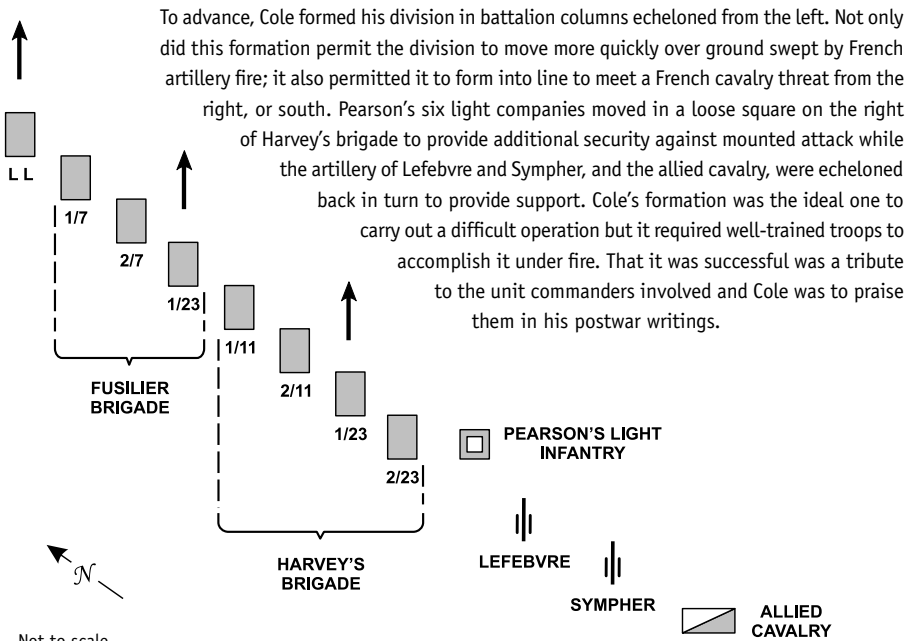 To advance, Cole formed his division in battalion columns echeloned from the left. Not only
did this formation permit the division to move more quickly over ground swept by French
artillery fire; it also permitted it to form into line to meet a French cavalry threat from the
right, or south. Pearson's six light companies moved in a loose square on the right
of Harvey's brigade to provide additional security against mounted attack while
the artillery of Lefebvre and Sympher, and the allied cavalry, were echeloned
back in turn to provide support. Cole's formation was the ideal one to
carry out a difficult operation but it required well-trained troops to
accomplish it under fire. That it was successful was a tribute
to the unit commanders involved and Cole was to praise
them in his postwar writings.
L L
1/7
2/7
1/23
1/11
2/11
1/23
2/23
FUSILIER
BRIGADE
HARVEY'S
BRIGADE
PEARSON'S LIGHT
INFANTRY
LEFEBVRE
SYMPHER
ALLIED
CAVALRY
N
Not to scale